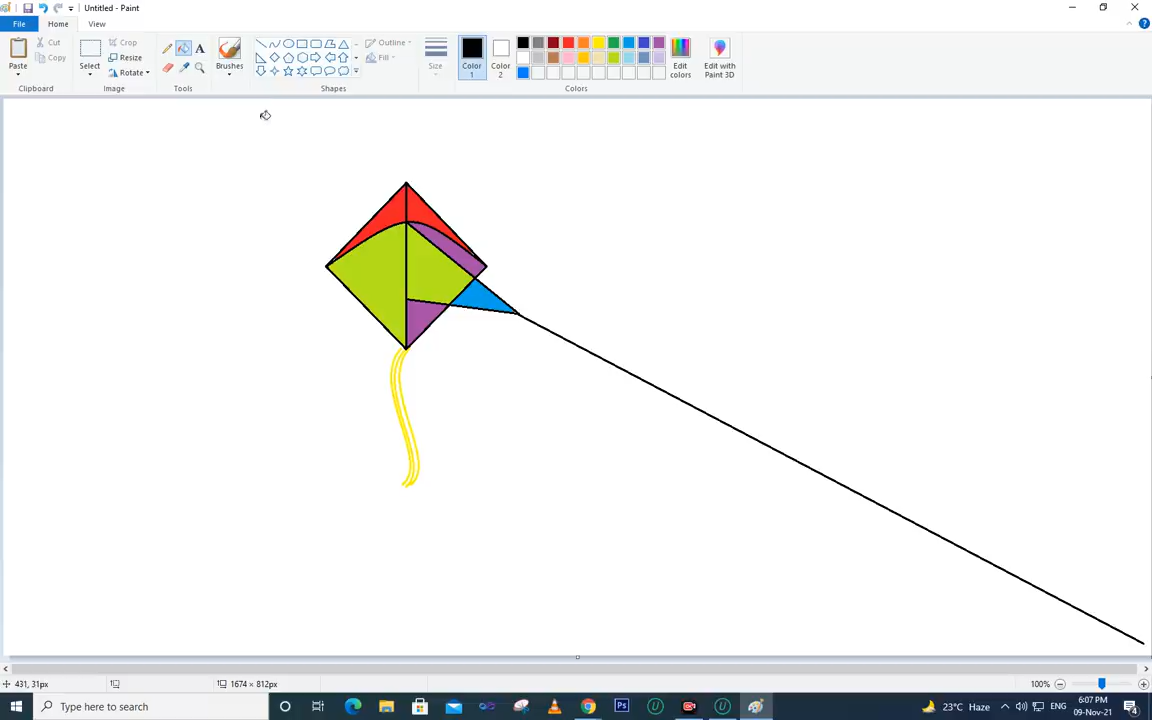 Untitled - Paint
File Home View
Paste
Cut
Copy
Clipboard
Select
Crop
Resize
Rotate
Image
A
Tools
Brushes
Outline
Fill
Shapes
Size
Color 1
Color 2
Edit colors
Edit with Paint 3D
Colors
431, 31px
1674 × 812px
100%
Type here to search
Ps
23°C Haze
ENG
6:07 PM
09-Nov-21
4